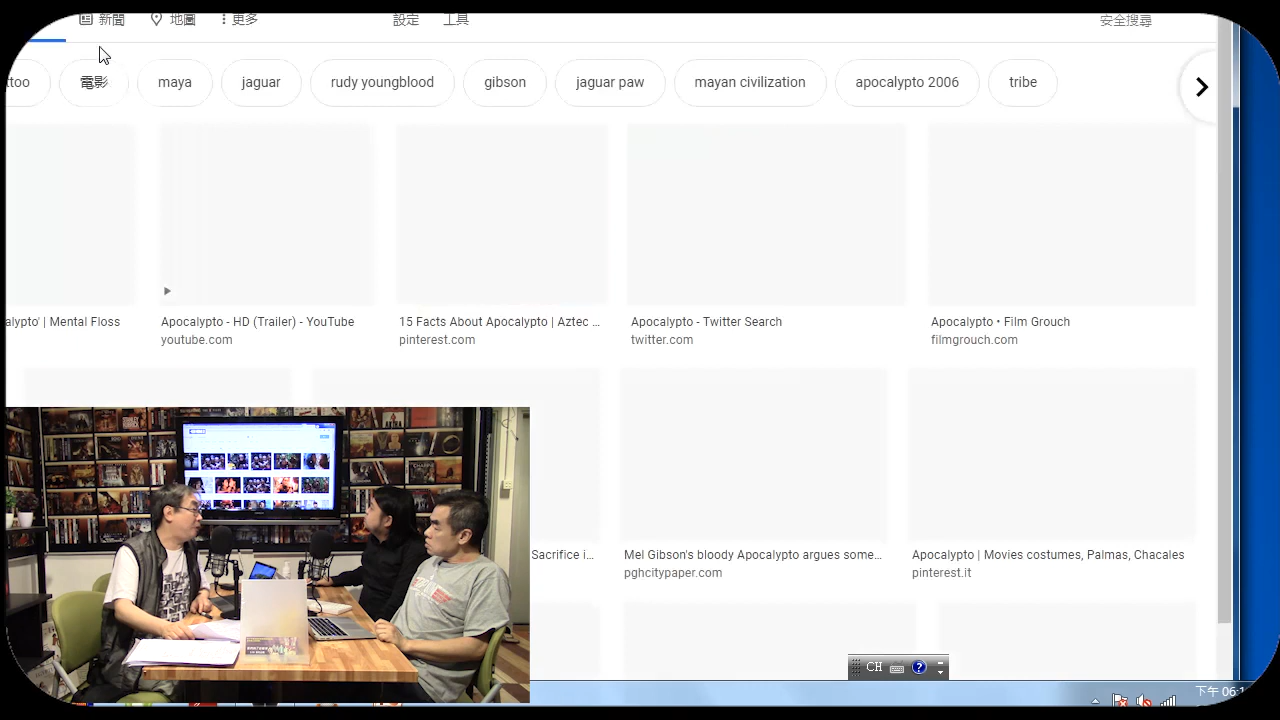 新聞 地圖 更多 設定 工具 安全搜尋
ttoo 電影 maya jaguar rudy youngblood gibson jaguar paw mayan civilization apocalypto 2006 tribe
alypto' | Mental Floss Apocalypto - HD (Trailer) - YouTube 15 Facts About Apocalypto | Aztec ... Apocalypto - Twitter Search Apocalypto • Film Grouch
youtube.com pinterest.com twitter.com filmgrouch.com
Sacrifice i... Mel Gibson's bloody Apocalypto argues some... Apocalypto | Movies costumes, Palmas, Chacales
pghcitypaper.com pinterest.it
CH
下午 06:1